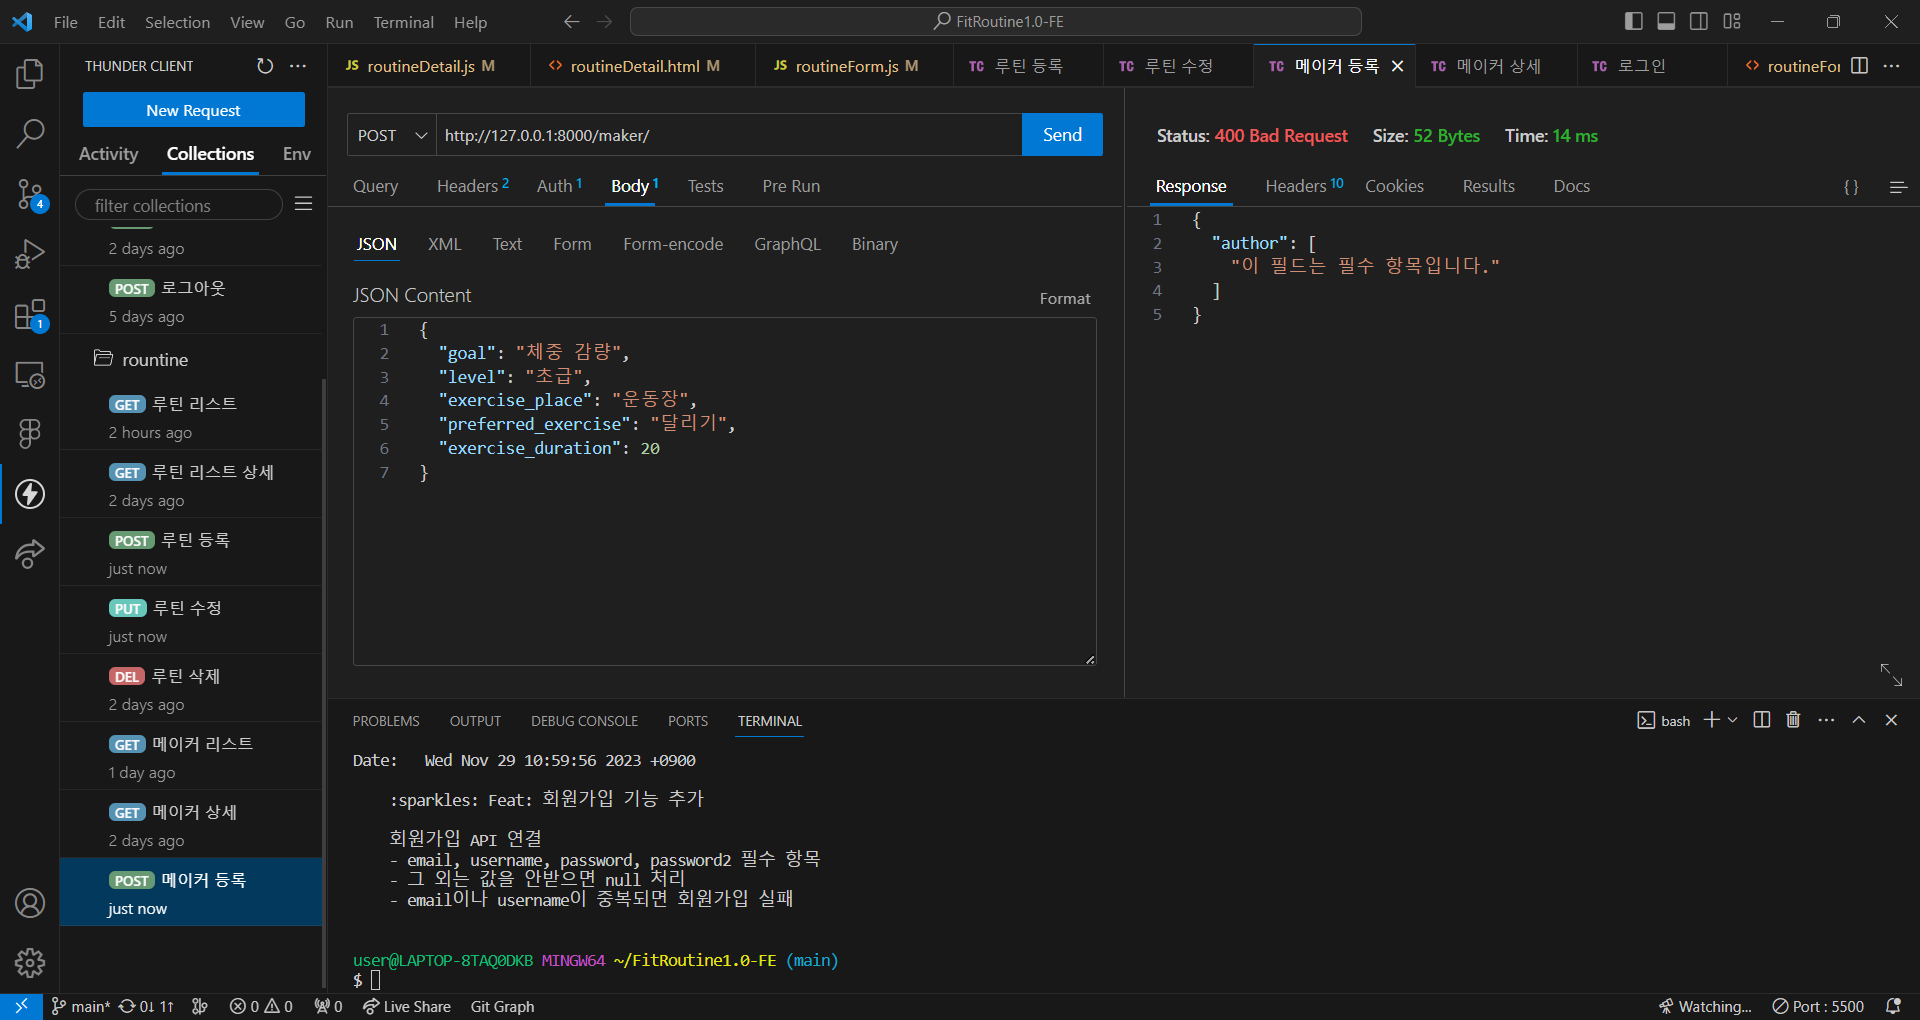 File Edit Selection View Go Run Terminal Help
FitRoutine1.0-FE
THUNDER CLIENT
New Request
Activity Collections Env
filter collections
2 days ago
POST 로그아웃
5 days ago
rountine
GET 루틴 리스트
2 hours ago
GET 루틴 리스트 상세
2 days ago
POST 루틴 등록
just now
PUT 루틴 수정
just now
DEL 루틴 삭제
2 days ago
GET 메이커 리스트
1 day ago
GET 메이커 상세
2 days ago
POST 메이커 등록
just now
4
1
JS routineDetail.js M
<> routineDetail.html M
JS routineForm.js M
TC 루틴 등록
TC 루틴 수정
TC 메이커 등록
TC 메이커 상세
TC 로그인
<> routineFor
POST http://127.0.0.1:8000/maker/ Send
Query Headers 2 Auth 1 Body 1 Tests Pre Run
JSON XML Text Form Form-encode GraphQL Binary
JSON Content
Format
1 {
2 "goal": "체중 감량",
3 "level": "초급",
4 "exercise_place": "운동장",
5 "preferred_exercise": "달리기",
6 "exercise_duration": 20
7 }
Status: 400 Bad Request Size: 52 Bytes Time: 14 ms
Response Headers 10 Cookies Results Docs
{ }
1 {
2 "author": [
3 "이 필드는 필수 항목입니다."
4 ]
5 }
PROBLEMS OUTPUT DEBUG CONSOLE PORTS TERMINAL
bash
Date: Wed Nov 29 10:59:56 2023 +0900
:sparkles: Feat: 회원가입 기능 추가
회원가입 API 연결
- email, username, password, password2 필수 항목
- 그 외는 값을 안받으면 null 처리
- email이나 username이 중복되면 회원가입 실패
user@LAPTOP-8TAQ0DKB MINGW64 ~/FitRoutine1.0-FE (main)
$
main* 0↓ 1↑ 0 0 0 Live Share Git Graph
Watching... Port : 5500